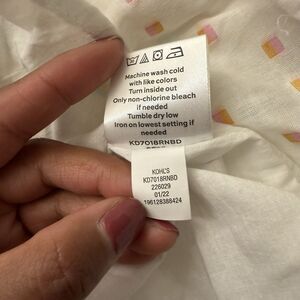 Machine wash cold
with like colors
Turn inside out
Only non-chlorine bleach
if needed
Tumble dry low
Iron on lowest setting if
needed
KD7018RNBD
KOHL'S
KD7018RNBD
226029
01/22
196128388424